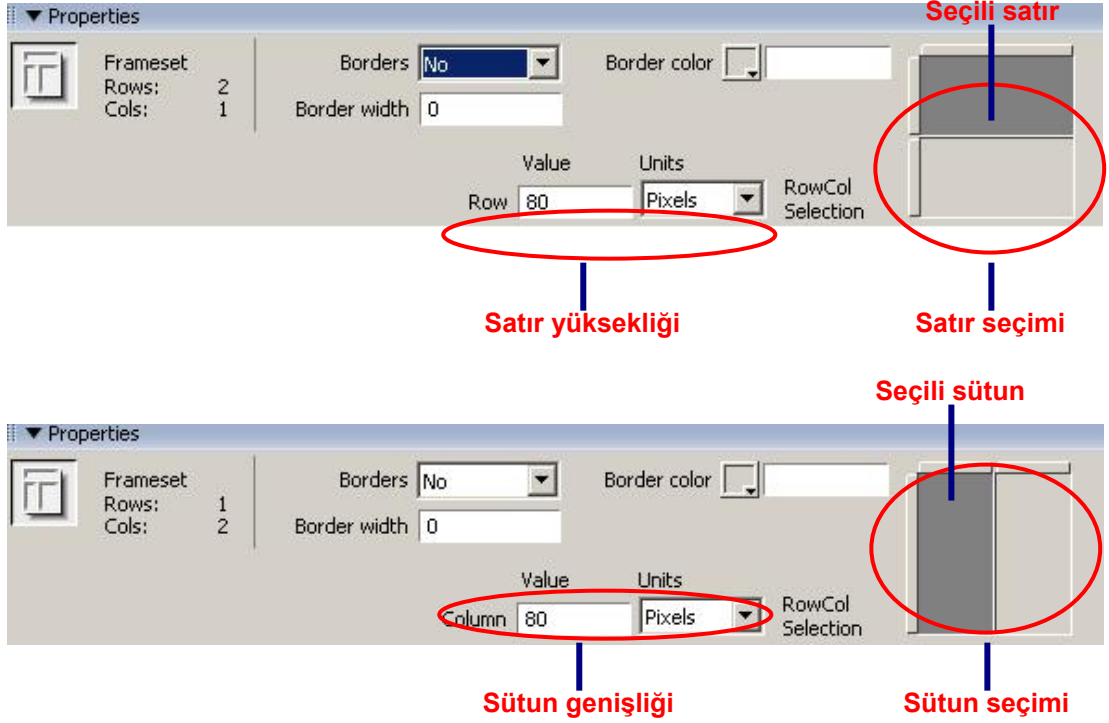 Seçili satır
Properties
Frameset
Rows: 2
Cols: 1
Borders No
Border width 0
Border color
Value Units
Row 80 Pixels
RowCol
Selection
Satır yüksekliği
Satır seçimi
Seçili sütun
Properties
Frameset
Rows: 1
Cols: 2
Borders No
Border width 0
Border color
Value Units
Column 80 Pixels
RowCol
Selection
Sütun genişliği
Sütun seçimi